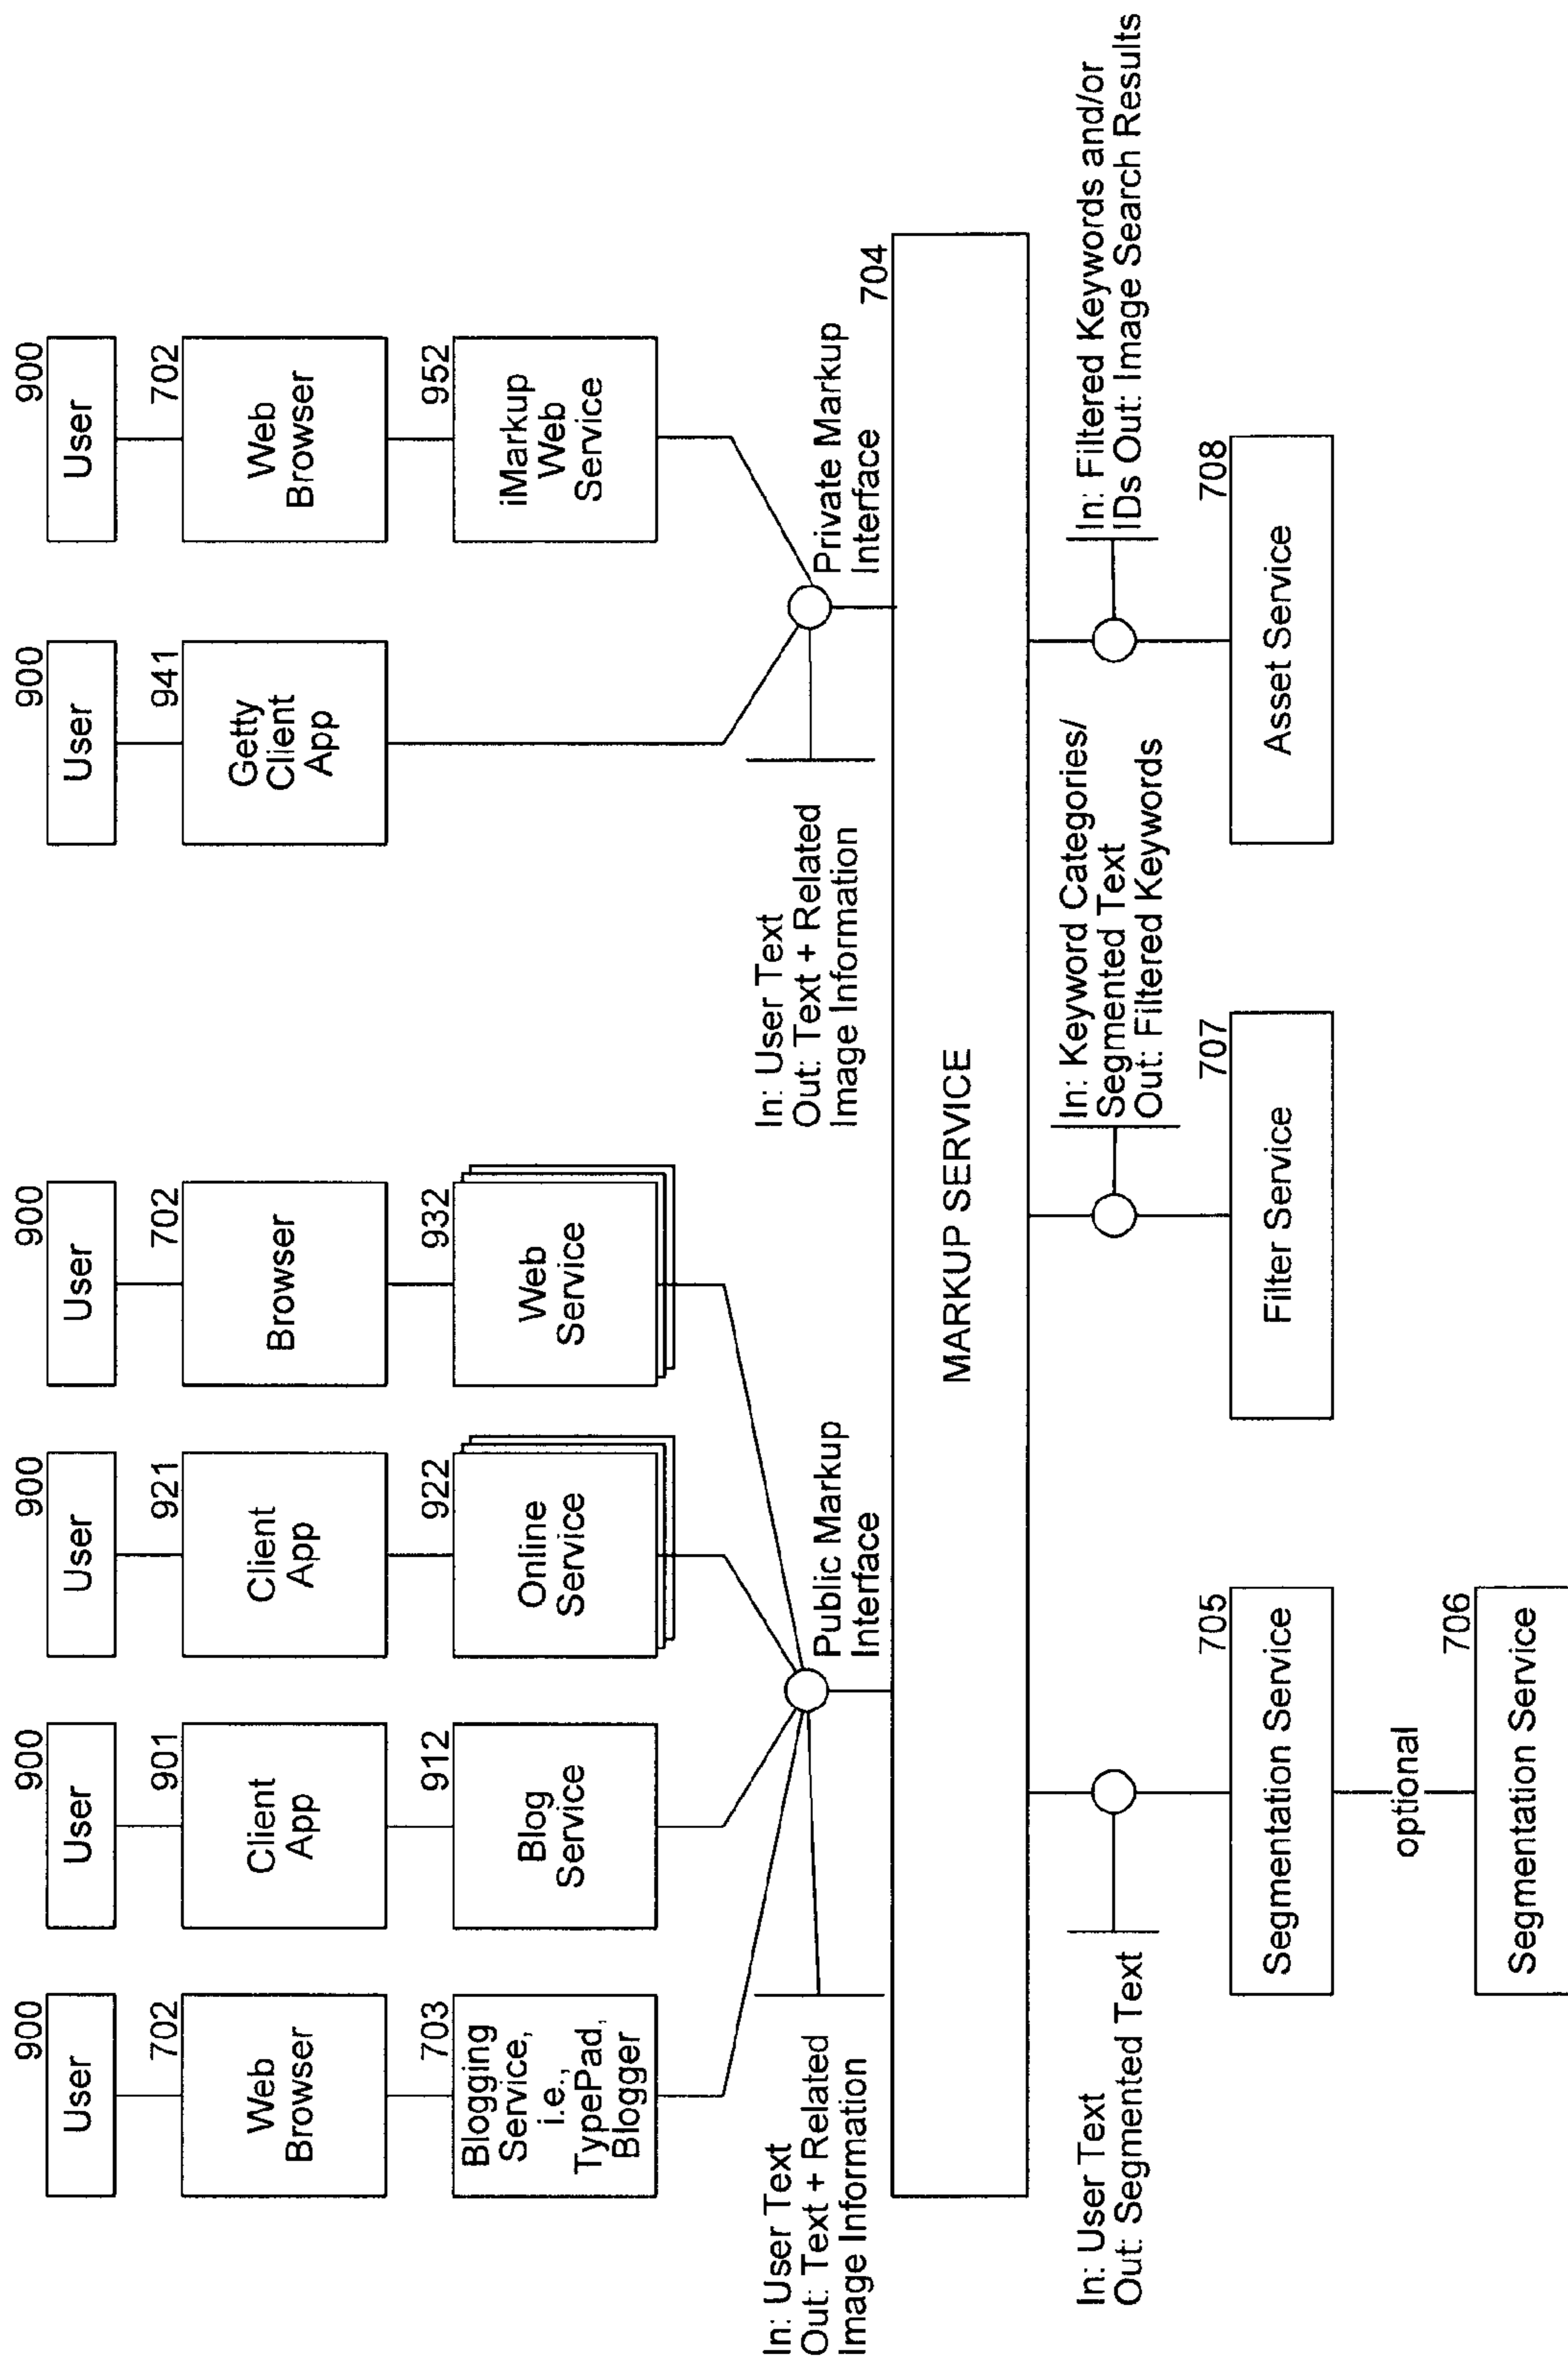 900
User
702
Web
Browser
703
Blogging
Service,
i.e.,
TypePad,
Blogger
900
User
901
Client
App
912
Blog
Service
900
User
921
Client
App
922
Online
Service
900
User
702
Browser
932
Web
Service
900
User
941
Getty
Client
App
900
User
702
Web
Browser
952
iMarkup
Web
Service
In: User Text
Out: Text + Related
Image Information
Public Markup
Interface
In: User Text
Out: Text + Related
Image Information
Private Markup
Interface
704
MARKUP SERVICE
In: User Text
Out: Segmented Text
705
Segmentation Service
optional
706
Segmentation Service
In: Keyword Categories/
Segmented Text
Out: Filtered Keywords
707
Filter Service
In: Filtered Keywords and/or
IDs Out: Image Search Results
708
Asset Service